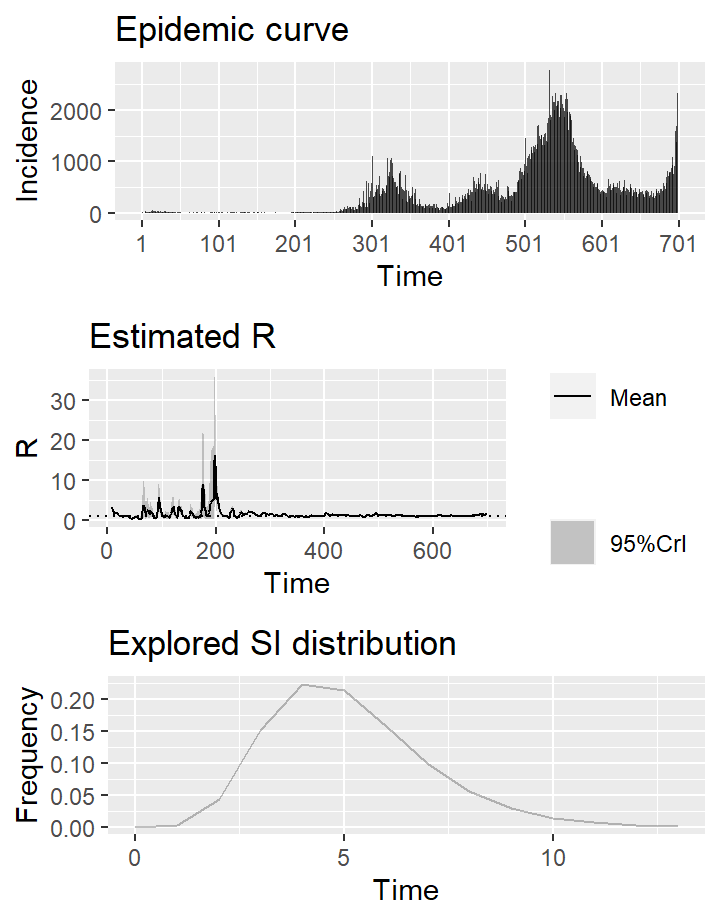 Epidemic curve
Incidence
2000
1000
0
1 101 201 301 401 501 601 701
Time
Estimated R
R
30
20
10
0
0 200 400 600
Time
Mean
95%CrI
Explored SI distribution
Frequency
0.20
0.15
0.10
0.05
0.00
0 5 10
Time